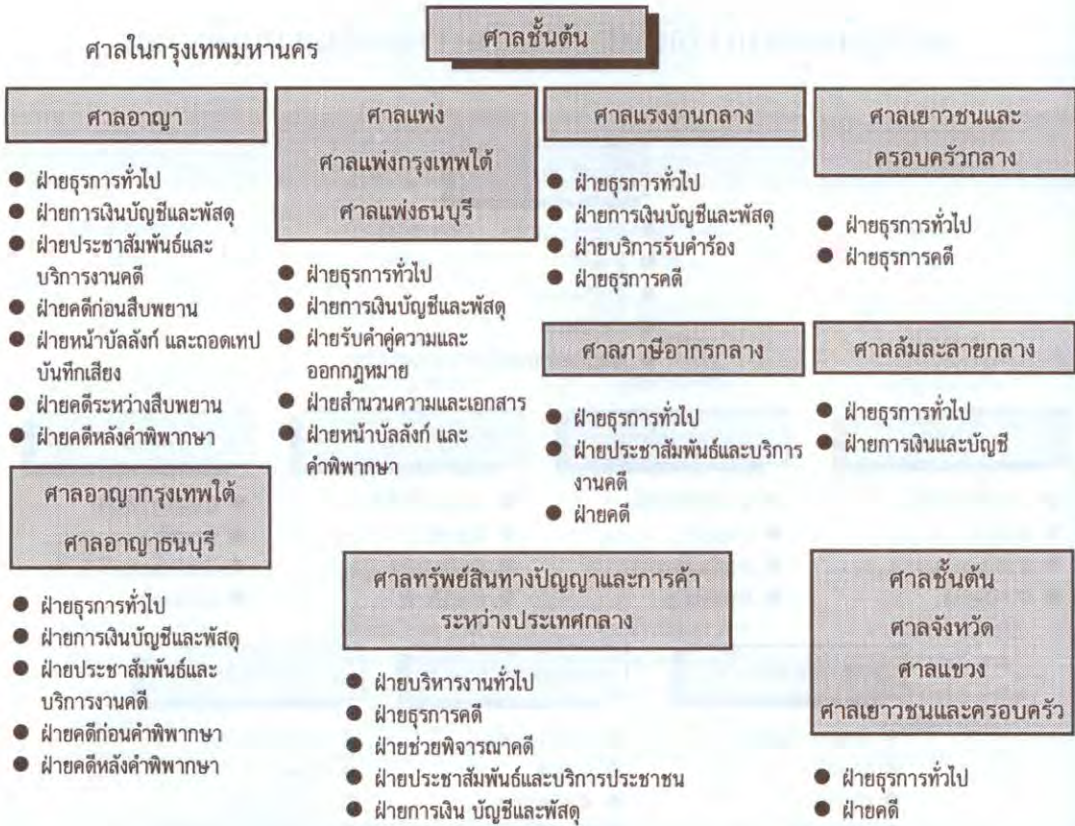 ศาลชั้นต้น
ศาลในกรุงเทพมหานคร
ศาลอาญา
● ฝ่ายธุรการทั่วไป
● ฝ่ายการเงินบัญชีและพัสดุ
● ฝ่ายประชาสัมพันธ์และ
บริการงานคดี
● ฝ่ายคดีก่อนสืบพยาน
● ฝ่ายหน้าบัลลังก์ และถอดเทป
บันทึกเสียง
● ฝ่ายคดีระหว่างสืบพยาน
● ฝ่ายคดีหลังคำพิพากษา
ศาลอาญากรุงเทพใต้
ศาลอาญาธนบุรี
● ฝ่ายธุรการทั่วไป
● ฝ่ายการเงินบัญชีและพัสดุ
● ฝ่ายประชาสัมพันธ์และ
บริการงานคดี
● ฝ่ายคดีก่อนคำพิพากษา
● ฝ่ายคดีหลังคำพิพากษา
ศาลแพ่ง
ศาลแพ่งกรุงเทพใต้
ศาลแพ่งธนบุรี
● ฝ่ายธุรการทั่วไป
● ฝ่ายการเงินบัญชีและพัสดุ
● ฝ่ายรับคำคู่ความและ
ออกกฎหมาย
● ฝ่ายสำนวนความและเอกสาร
● ฝ่ายหน้าบัลลังก์ และ
คำพิพากษา
ศาลแรงงานกลาง
● ฝ่ายธุรการทั่วไป
● ฝ่ายการเงินบัญชีและพัสดุ
● ฝ่ายบริการรับคำร้อง
● ฝ่ายธุรการคดี
ศาลเยาวชนและ
ครอบครัวกลาง
● ฝ่ายธุรการทั่วไป
● ฝ่ายธุรการคดี
ศาลภาษีอากรกลาง
● ฝ่ายธุรการทั่วไป
● ฝ่ายประชาสัมพันธ์และบริการ
งานคดี
● ฝ่ายคดี
ศาลล้มละลายกลาง
● ฝ่ายธุรการทั่วไป
● ฝ่ายการเงินและบัญชี
ศาลทรัพย์สินทางปัญญาและการค้า
ระหว่างประเทศกลาง
● ฝ่ายบริหารงานทั่วไป
● ฝ่ายธุรการคดี
● ฝ่ายช่วยพิจารณาคดี
● ฝ่ายประชาสัมพันธ์และบริการประชาชน
● ฝ่ายการเงิน บัญชีและพัสดุ
ศาลชั้นต้น
ศาลจังหวัด
ศาลแขวง
ศาลเยาวชนและครอบครัว
● ฝ่ายธุรการทั่วไป
● ฝ่ายคดี